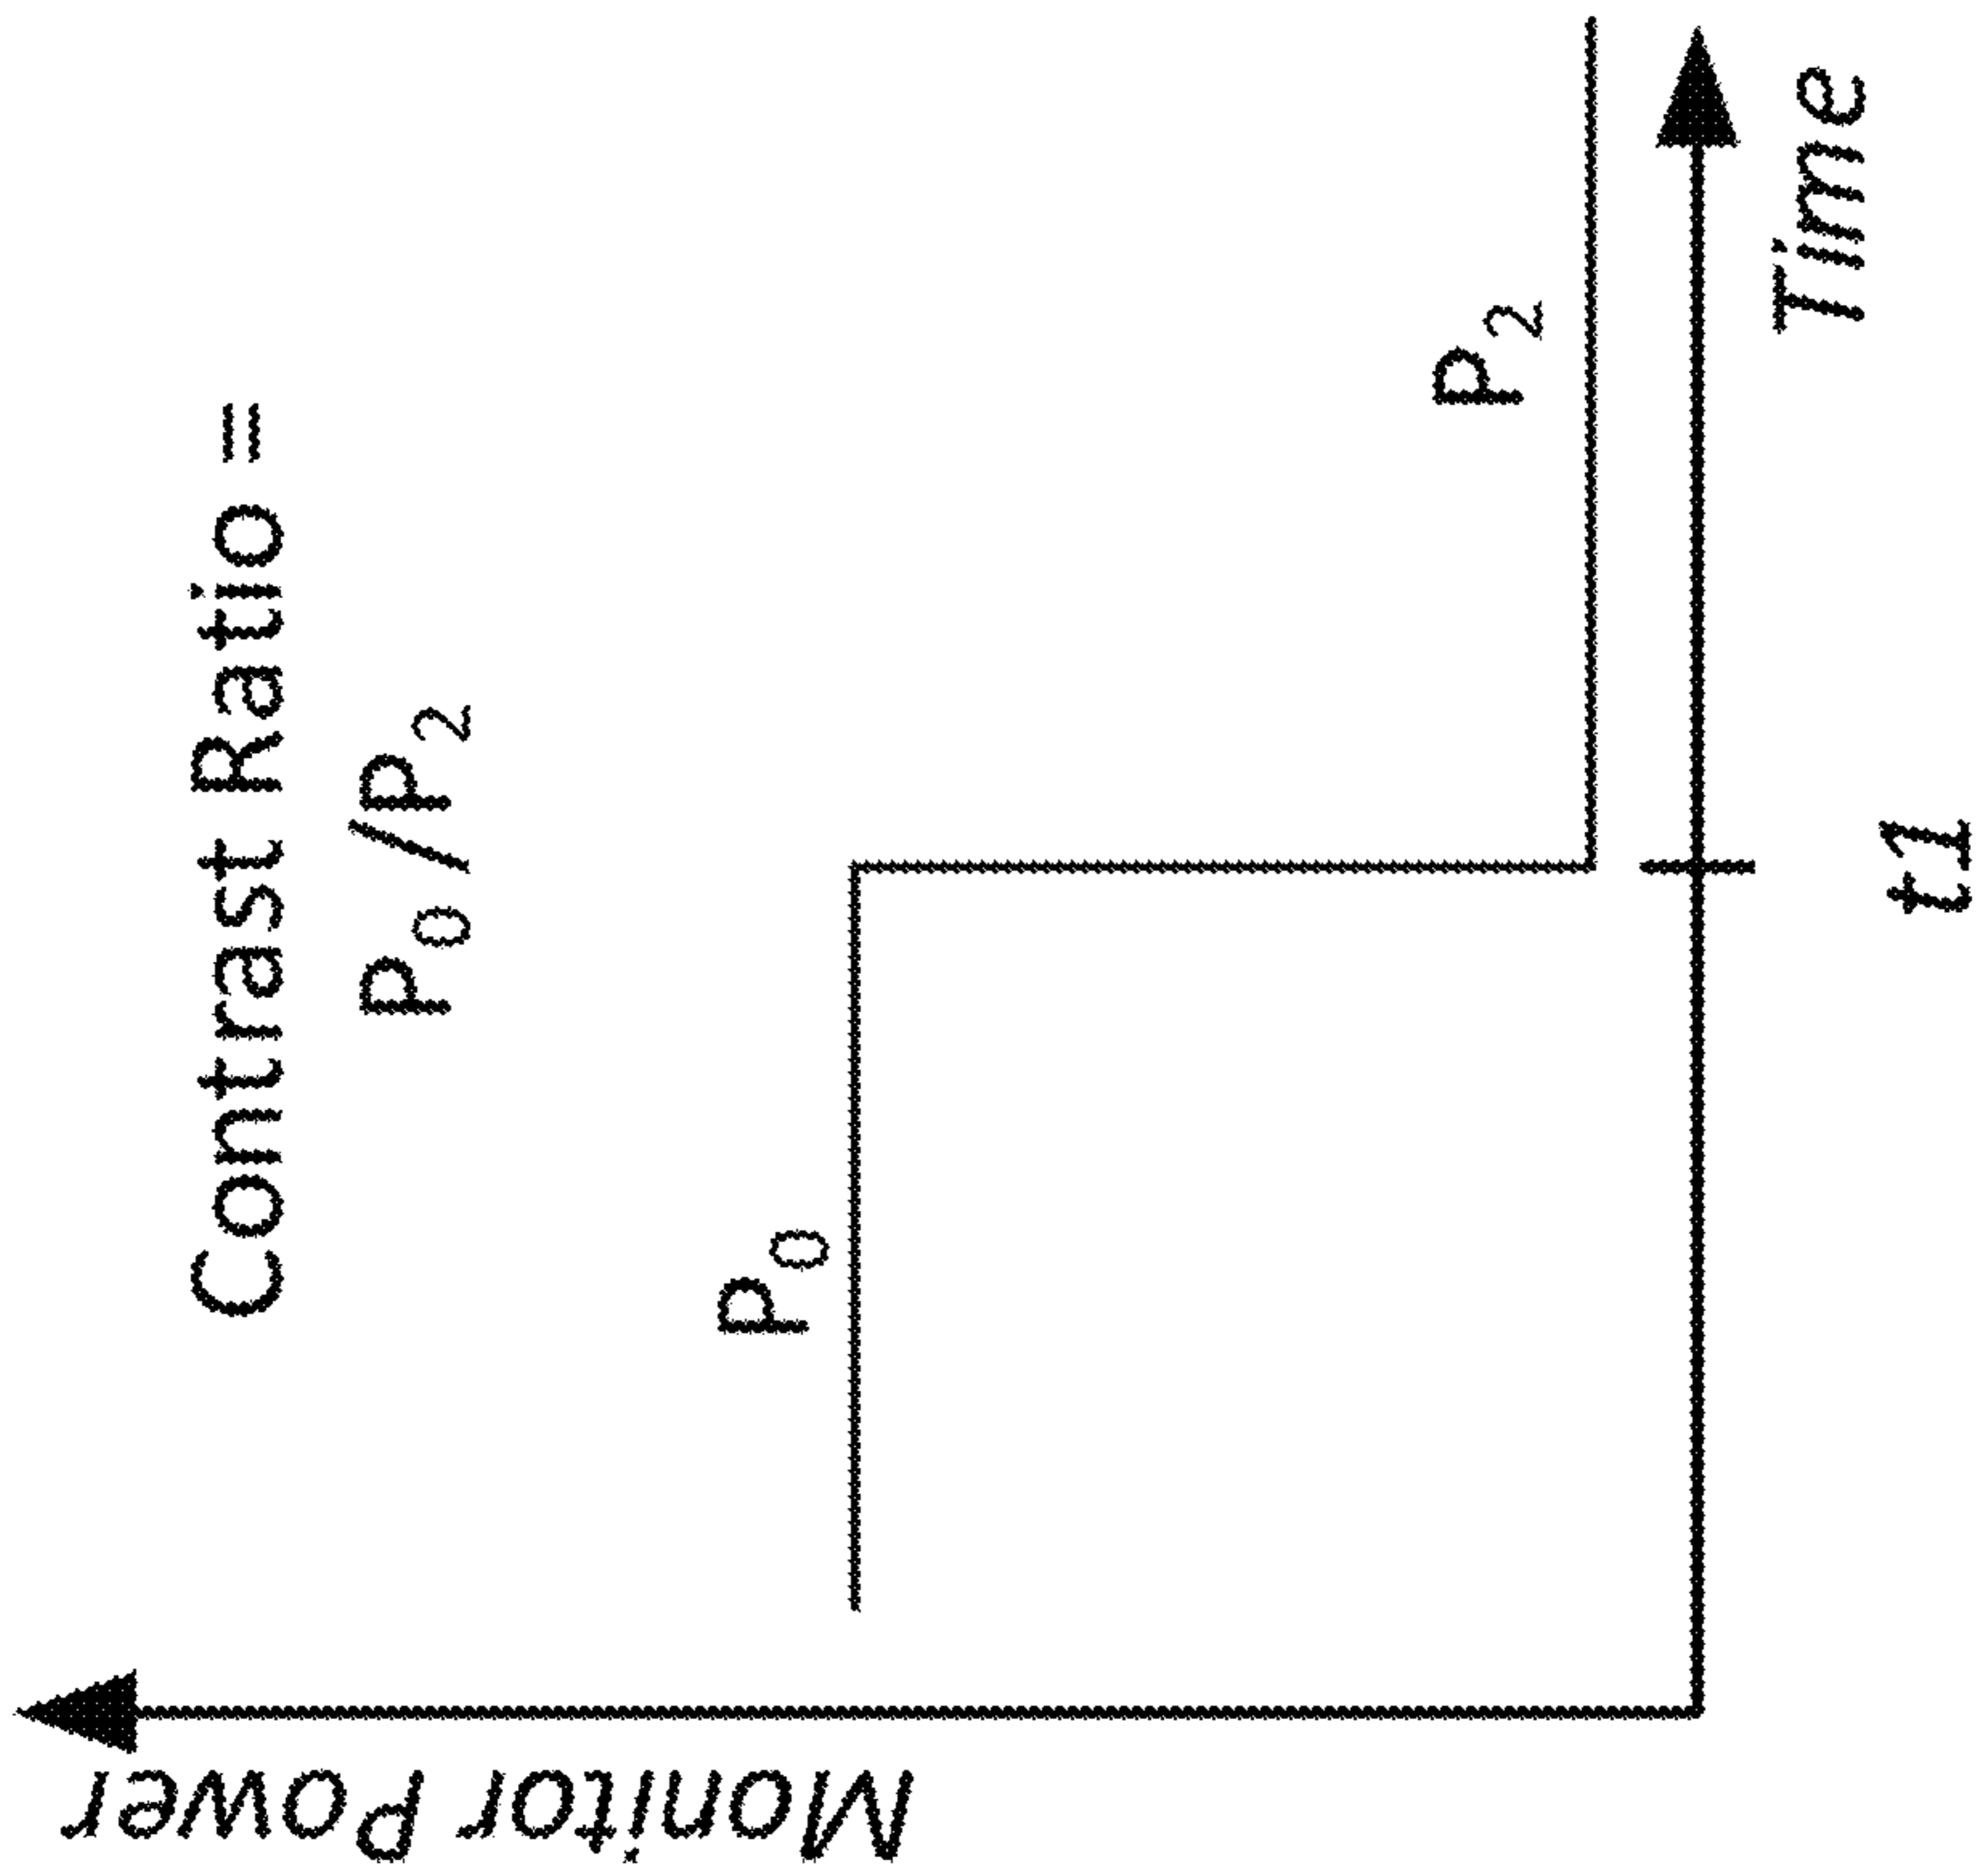 Contrast Ratio =
P₀/P₂
P₀
P₂
Monitor Power
Time
t1